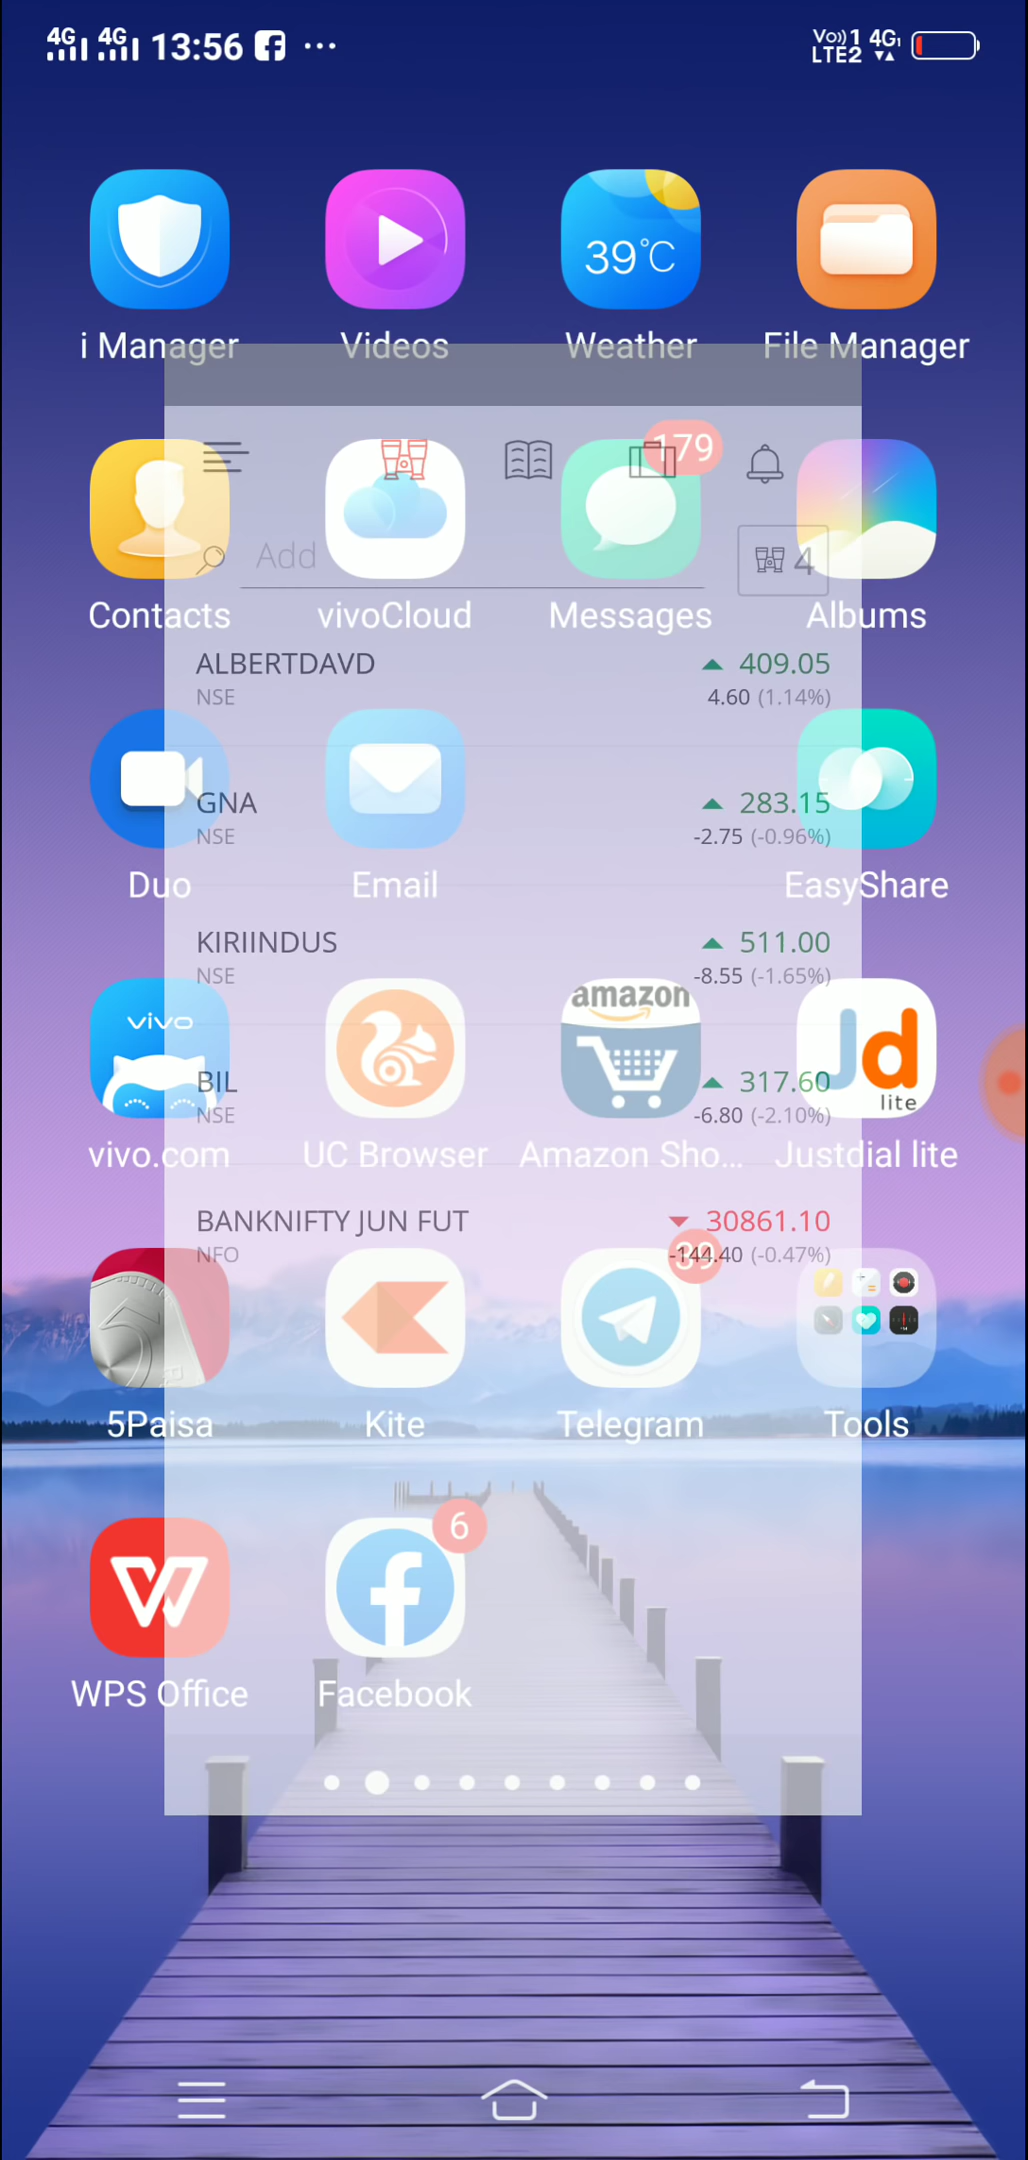 4G 4G 13:56 ... Vo))1 LTE2 4G1
39°C
i Manager Videos Weather File Manager
179
Add 4
Contacts vivoCloud Messages Albums
ALBERTDAVD 409.05
NSE 4.60 (1.14%)
GNA 283.15
NSE -2.75 (-0.96%)
Duo Email EasyShare
KIRIINDUS 511.00
NSE -8.55 (-1.65%)
amazon
vivo Jd
lite
BIL 317.60
NSE -6.80 (-2.10%)
vivo.com UC Browser Amazon Sho... Justdial lite
BANKNIFTY JUN FUT 30861.10
NFO -144.40 (-0.47%)
39
5Paisa Kite Telegram Tools
6
WPS Office Facebook